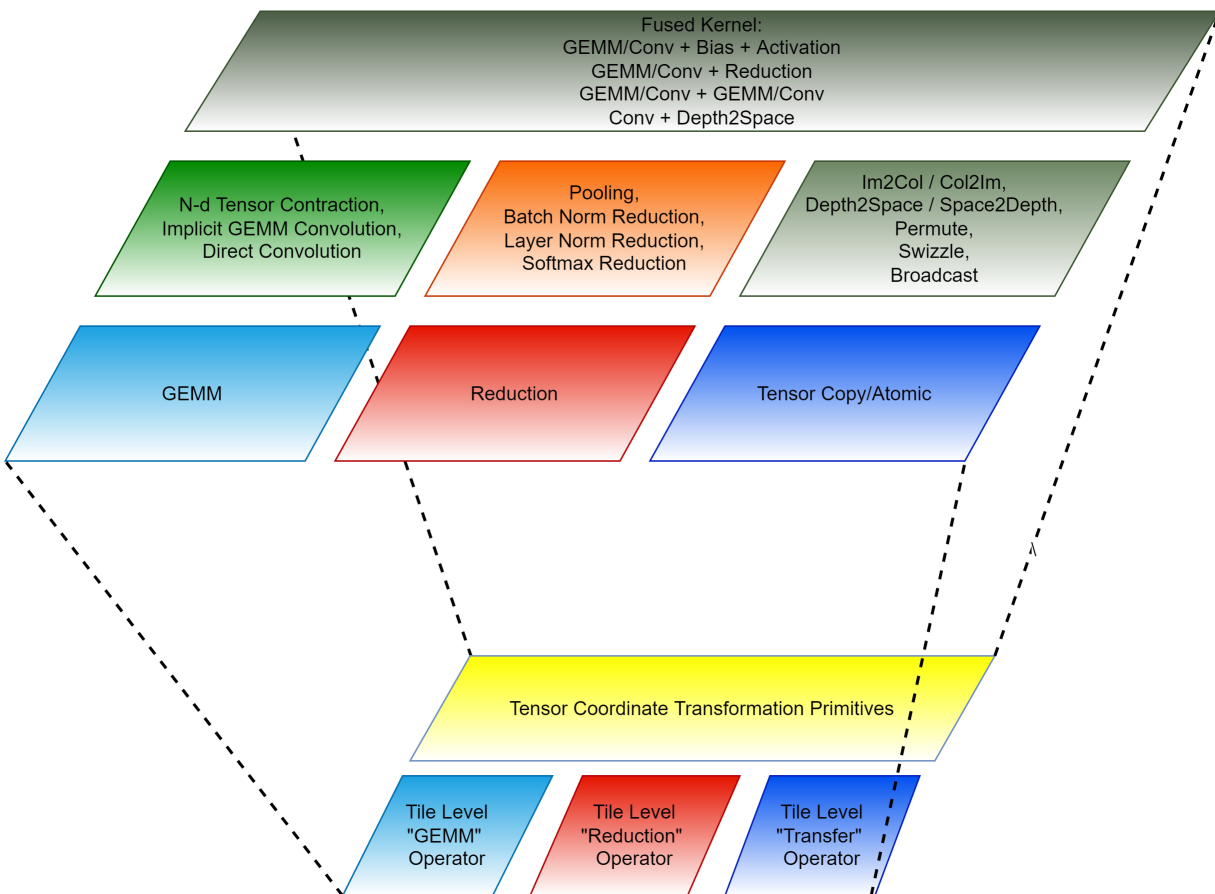 Fused Kernel:
GEMM/Conv + Bias + Activation
GEMM/Conv + Reduction
GEMM/Conv + GEMM/Conv
Conv + Depth2Space
N-d Tensor Contraction,
Implicit GEMM Convolution,
Direct Convolution
Pooling,
Batch Norm Reduction,
Layer Norm Reduction,
Softmax Reduction
Im2Col / Col2Im,
Depth2Space / Space2Depth,
Permute,
Swizzle,
Broadcast
GEMM
Reduction
Tensor Copy/Atomic
Tensor Coordinate Transformation Primitives
Tile Level
"GEMM"
Operator
Tile Level
"Reduction"
Operator
Tile Level
"Transfer"
Operator